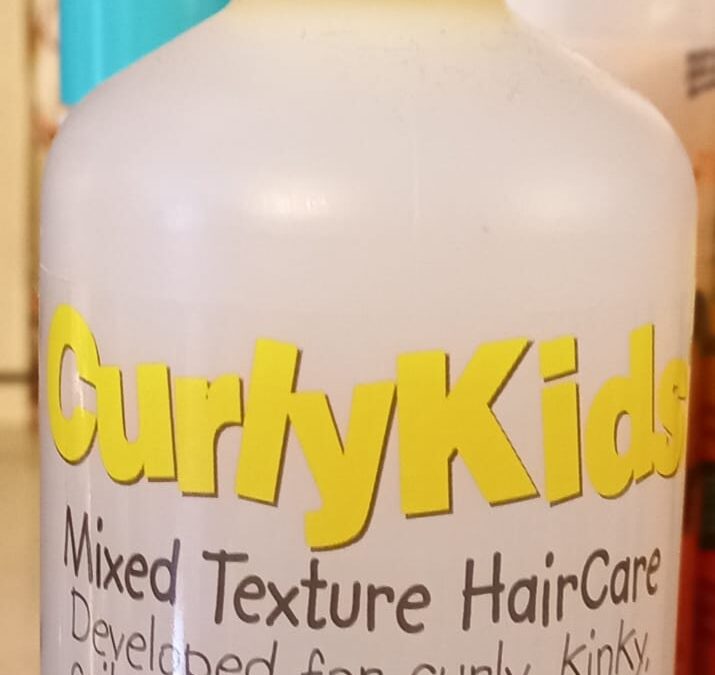 CurlyKids
Mixed Texture HairCare
Developed for curly, kinky,